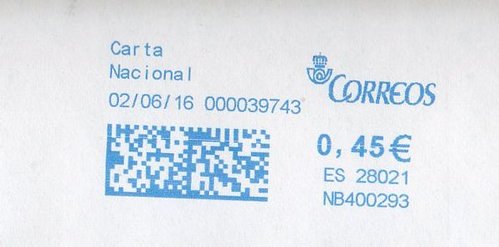 Carta
Nacional
02/06/16 000039743
CORREOS
0,45€
ES 28021
NB400293